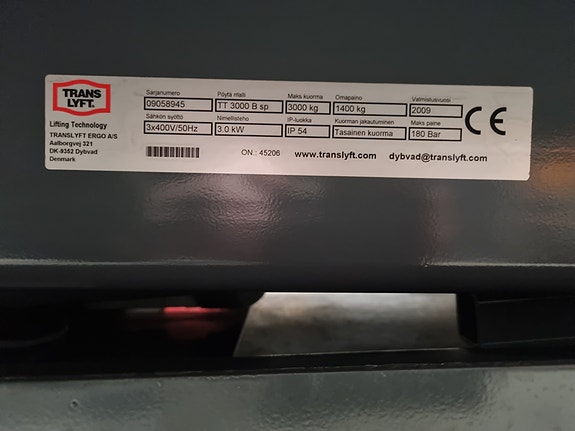 TRANS
LYFT®
Lifting Technology
TRANSLYFT ERGO A/S
Aalborgvej 321
DK-9352 Dybvad
Denmark
Sarjanumero Pöytä malli Maks kuorma Omapaino Valmistusvuosi
09058945 TT 3000 B sp 3000 kg 1400 kg 2009
Sähkön syöttö Nimellisteho IP-luokka Kuorman jakautuminen Maks paine
3x400V/50Hz 3.0 kW IP 54 Tasainen kuorma 180 Bar
CE
ON.: 45206 www.translyft.com dybvad@translyft.com